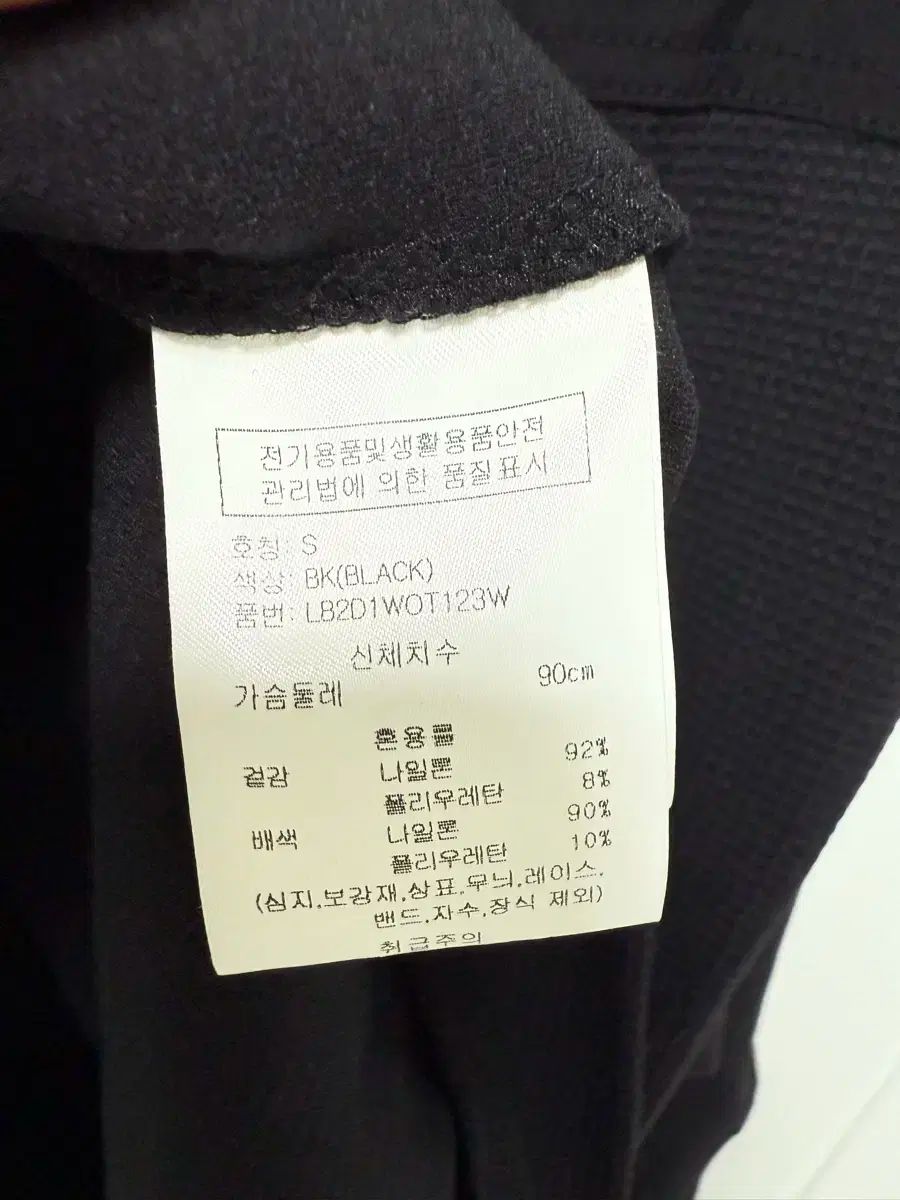 전기용품및생활용품안전
관리법에 의한 품질표시
호칭: S
색상: BK(BLACK)
품번: LB2D1WOT123W
신체치수
가슴둘레 90cm
혼용률
겉감 나일론 92%
폴리우레탄 8%
배색 나일론 90%
폴리우레탄 10%
(심지.보강재.상표.무늬.레이스.
밴드.자수.장식 제외)
취급주의